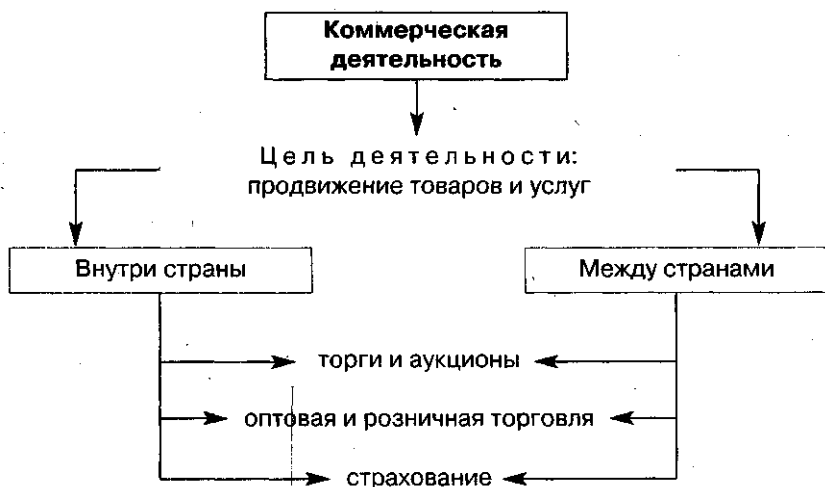 Коммерческая
деятельность
Цель деятельности:
продвижение товаров и услуг
Внутри страны
Между странами
торги и аукционы
оптовая и розничная торговля
страхование